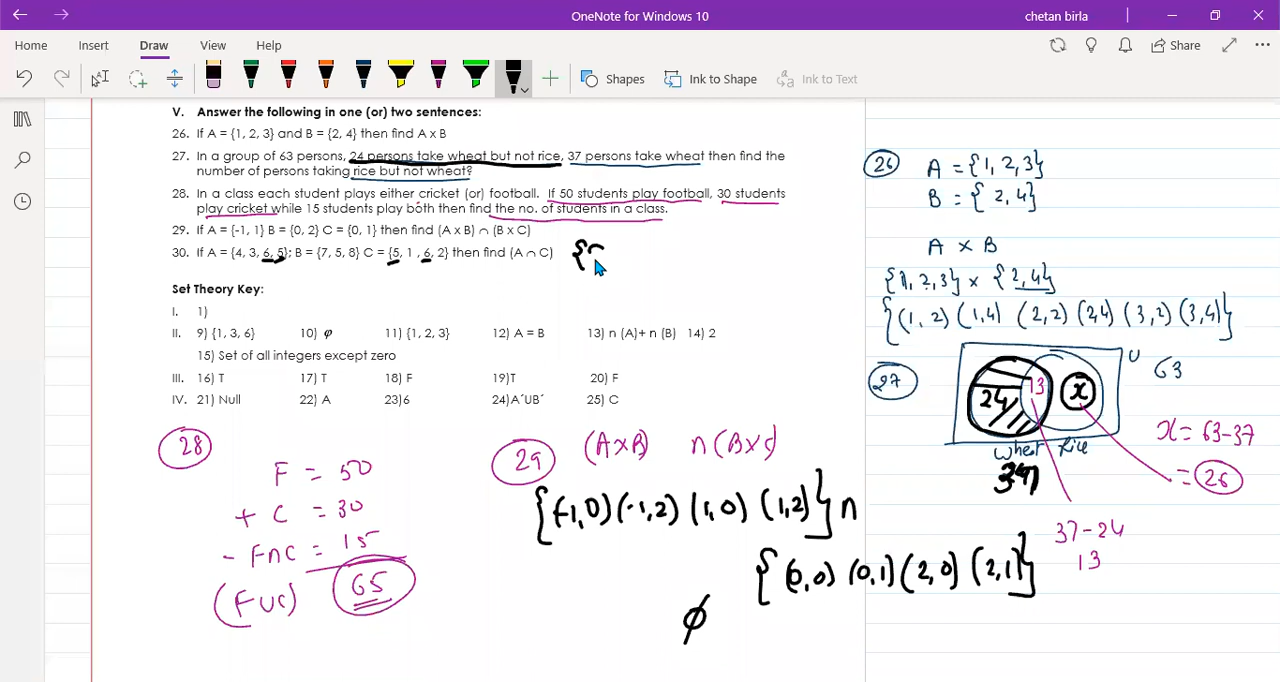 OneNote for Windows 10
chetan birla
Home Insert Draw View Help
Share
Shapes Ink to Shape Ink to Text
V. Answer the following in one (or) two sentences:
26. If A = {1, 2, 3} and B = {2, 4} then find A x B
27. In a group of 63 persons, 24 persons take wheat but not rice, 37 persons take wheat then find the
number of persons taking rice but not wheat?
28. In a class each student plays either cricket (or) football. If 50 students play football, 30 students
play cricket while 15 students play both then find the no. of students in a class.
29. If A = {-1, 1} B = {0, 2} C = {0, 1} then find (A x B) ∩ (B x C)
30. If A = {4, 3, 6, 5}; B = {7, 5, 8} C = {5, 1 , 6, 2} then find (A ∩ C)
Set Theory Key:
I. 1)
II. 9) {1, 3, 6} 10) φ 11) {1, 2, 3} 12) A = B 13) n (A)+ n (B) 14) 2
15) Set of all integers except zero
III. 16) T 17) T 18) F 19)T 20) F
IV. 21) Null 22) A 23)6 24)A´UB´ 25) C
28
F = 50
+ C = 30
- F∩C = 15
(F∪C) 65
29 (A×B) ∩ (B×C)
{(-1,0) (-1,2) (1,0) (1,2)} ∩
{(0,0) (0,1) (2,0) (2,1)}
φ
26 A = {1,2,3}
B = {2,4}
A × B
{1,2,3} × {2,4}
{(1,2) (1,4) (2,2) (2,4) (3,2) (3,4)}
27 24 13 x U 63
wheat rice
37
x = 63-37
= 26
37-24
13